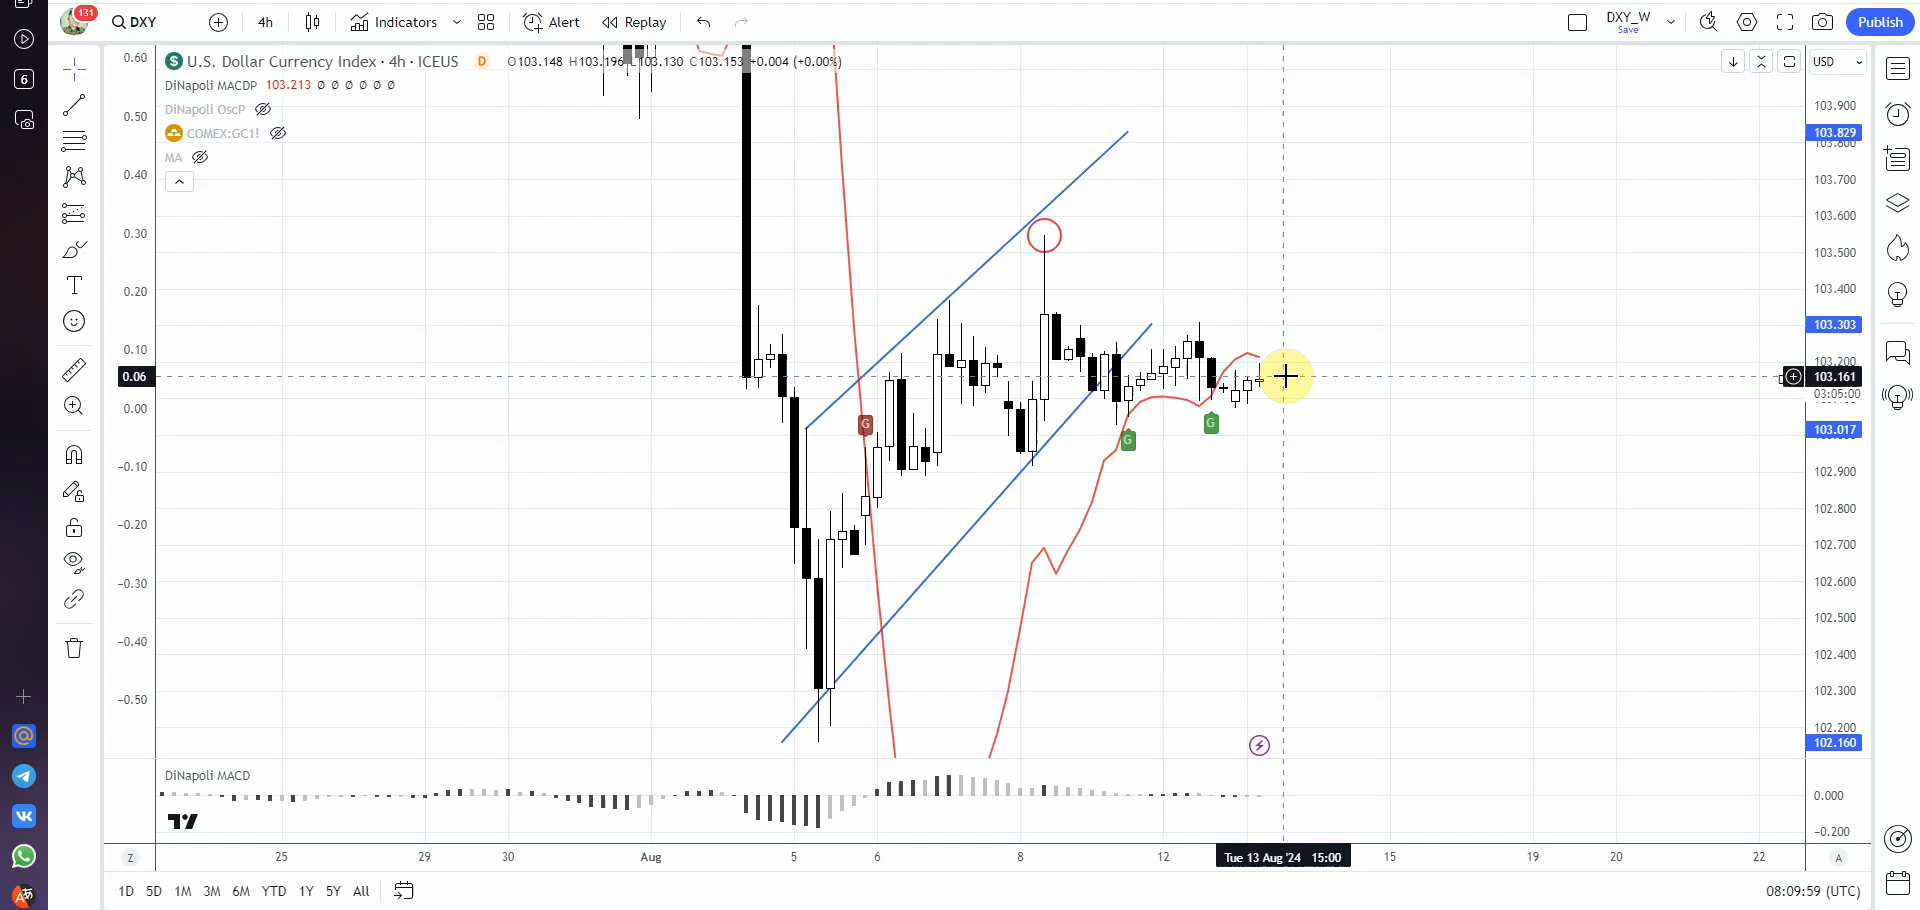 131
DXY
4h
Indicators
Alert
Replay
DXY_W
Save
Publish
6
U.S. Dollar Currency Index · 4h · ICEUS
D
O103.148 H103.196 L103.130 C103.153 +0.004 (+0.00%)
USD
DiNapoli MACDP 103.213 ∅ ∅ ∅ ∅ ∅ ∅
DiNapoli OscP
COMEX:GC1!
MA
0.60
0.50
0.40
0.30
0.20
0.10
0.06
0.00
−0.10
−0.20
−0.30
−0.40
−0.50
103.900
103.829
103.800
103.700
103.600
103.500
103.400
103.303
103.200
103.161
03:05:00
103.017
102.900
102.800
102.700
102.600
102.500
102.400
102.300
102.200
102.160
G
G
G
DiNapoli MACD
0.000
−0.200
Z
25
29
30
Aug
5
6
8
12
Tue 13 Aug '24 15:00
15
19
20
22
A
1D
5D
1M
3M
6M
YTD
1Y
5Y
All
08:09:59 (UTC)